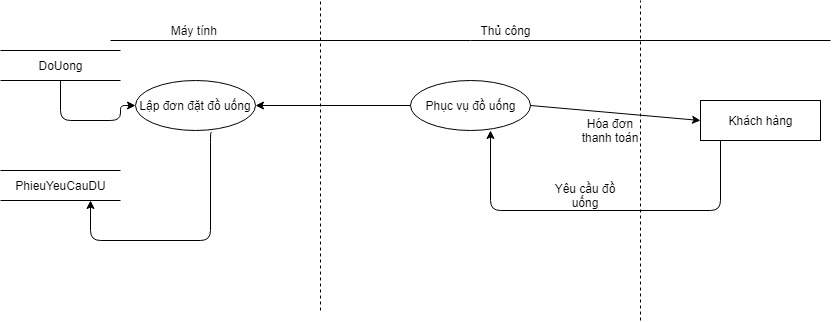 Máy tính
Thủ công
DoUong
Lập đơn đặt đồ uống
Phục vụ đồ uống
Hóa đơn
thanh toán
Khách hàng
PhieuYeuCauDU
Yêu cầu đồ
uống